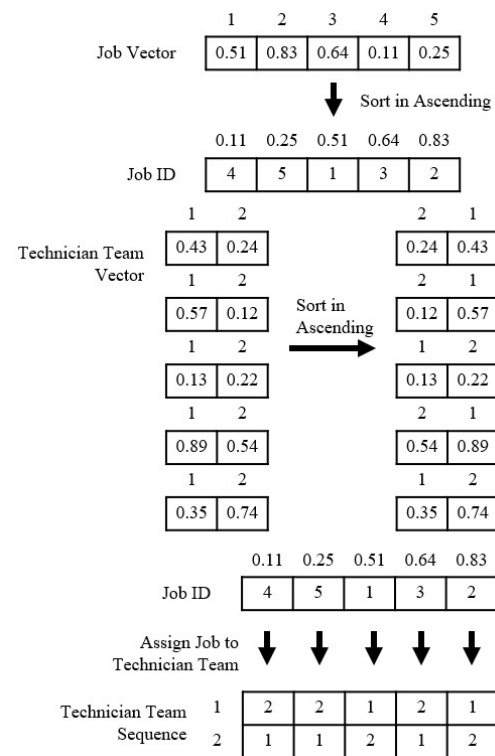 1 2 3 4 5
Job Vector 0.51 0.83 0.64 0.11 0.25
Sort in Ascending
0.11 0.25 0.51 0.64 0.83
Job ID 4 5 1 3 2
1 2 2 1
Technician Team
Vector
0.43 0.24 0.24 0.43
1 2 2 1
0.57 0.12 0.12 0.57
Sort in
Ascending
1 2 1 2
0.13 0.22 0.13 0.22
1 2 2 1
0.89 0.54 0.54 0.89
1 2 1 2
0.35 0.74 0.35 0.74
0.11 0.25 0.51 0.64 0.83
Job ID 4 5 1 3 2
Assign Job to
Technician Team
Technician Team
Sequence
1 2 2 1 2 1
2 1 1 2 1 2